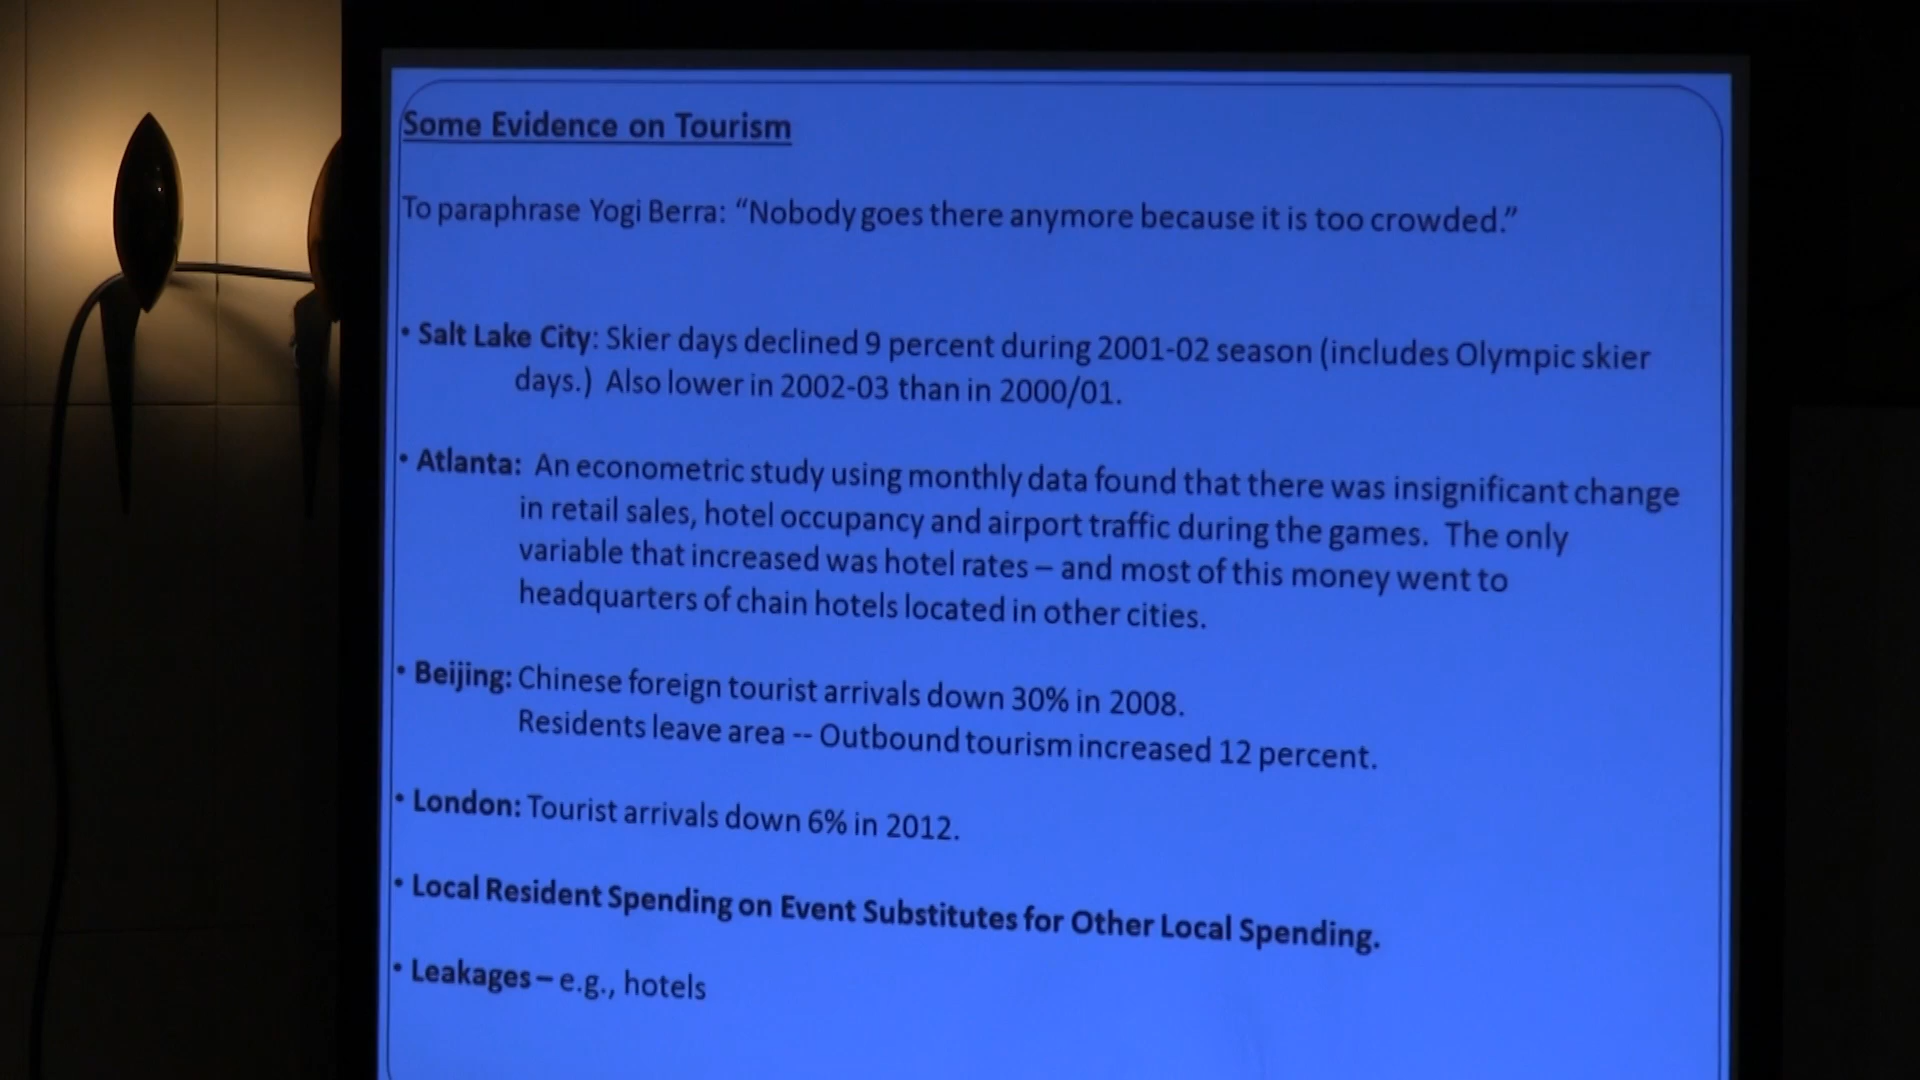 Some Evidence on Tourism
To paraphrase Yogi Berra: “Nobody goes there anymore because it is too crowded.”
• Salt Lake City: Skier days declined 9 percent during 2001-02 season (includes Olympic skier
days.) Also lower in 2002-03 than in 2000/01.
• Atlanta: An econometric study using monthly data found that there was insignificant change
in retail sales, hotel occupancy and airport traffic during the games. The only
variable that increased was hotel rates – and most of this money went to
headquarters of chain hotels located in other cities.
• Beijing: Chinese foreign tourist arrivals down 30% in 2008.
Residents leave area -- Outbound tourism increased 12 percent.
• London: Tourist arrivals down 6% in 2012.
• Local Resident Spending on Event Substitutes for Other Local Spending.
• Leakages – e.g., hotels